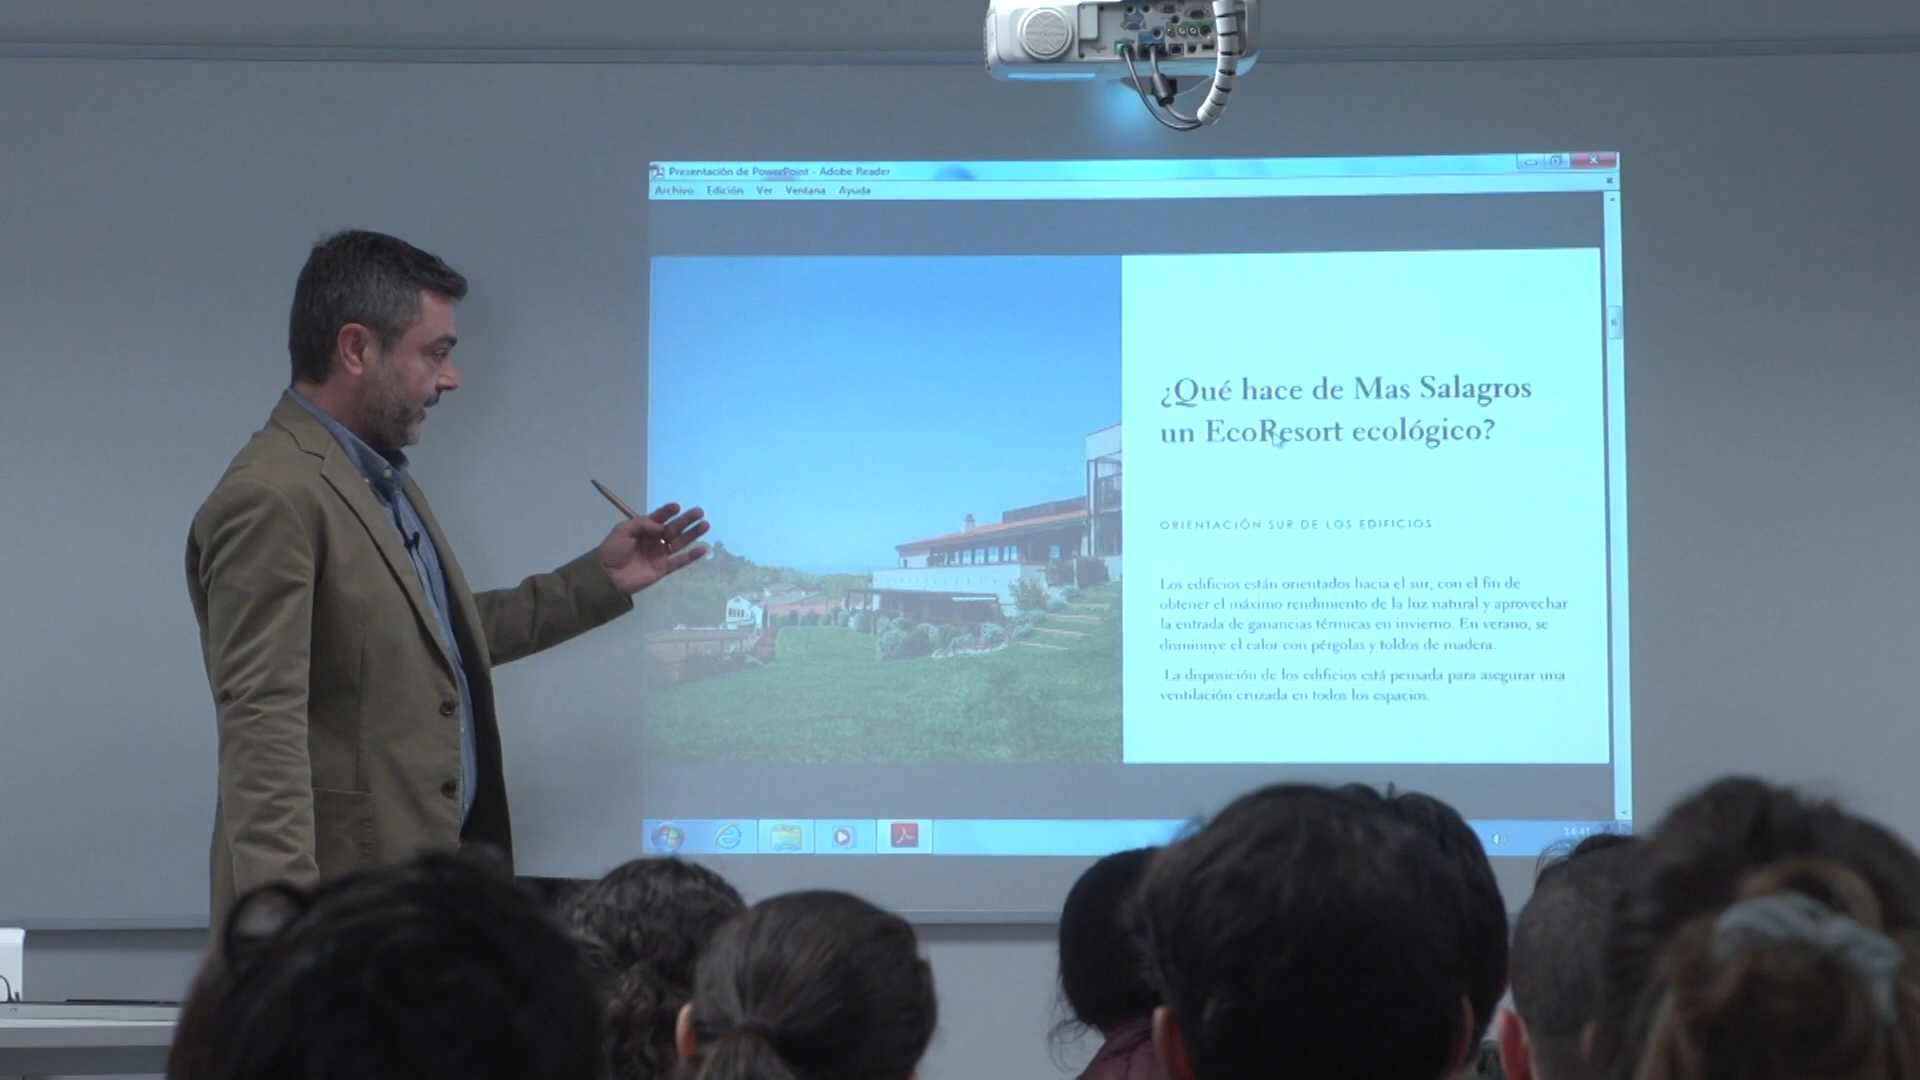 Presentación de PowerPoint - Adobe Reader
Archivo Edición Ver Ventana Ayuda
¿Qué hace de Mas Salagros
un EcoResort ecológico?
ORIENTACIÓN SUR DE LOS EDIFICIOS
Los edificios están orientados hacia el sur, con el fin de
obtener el máximo rendimiento de la luz natural y aprovechar
la entrada de ganancias térmicas en invierno. En verano, se
disminuye el calor con pérgolas y toldos de madera.
La disposición de los edificios está pensada para asegurar una
ventilación cruzada en todos los espacios.
14:41